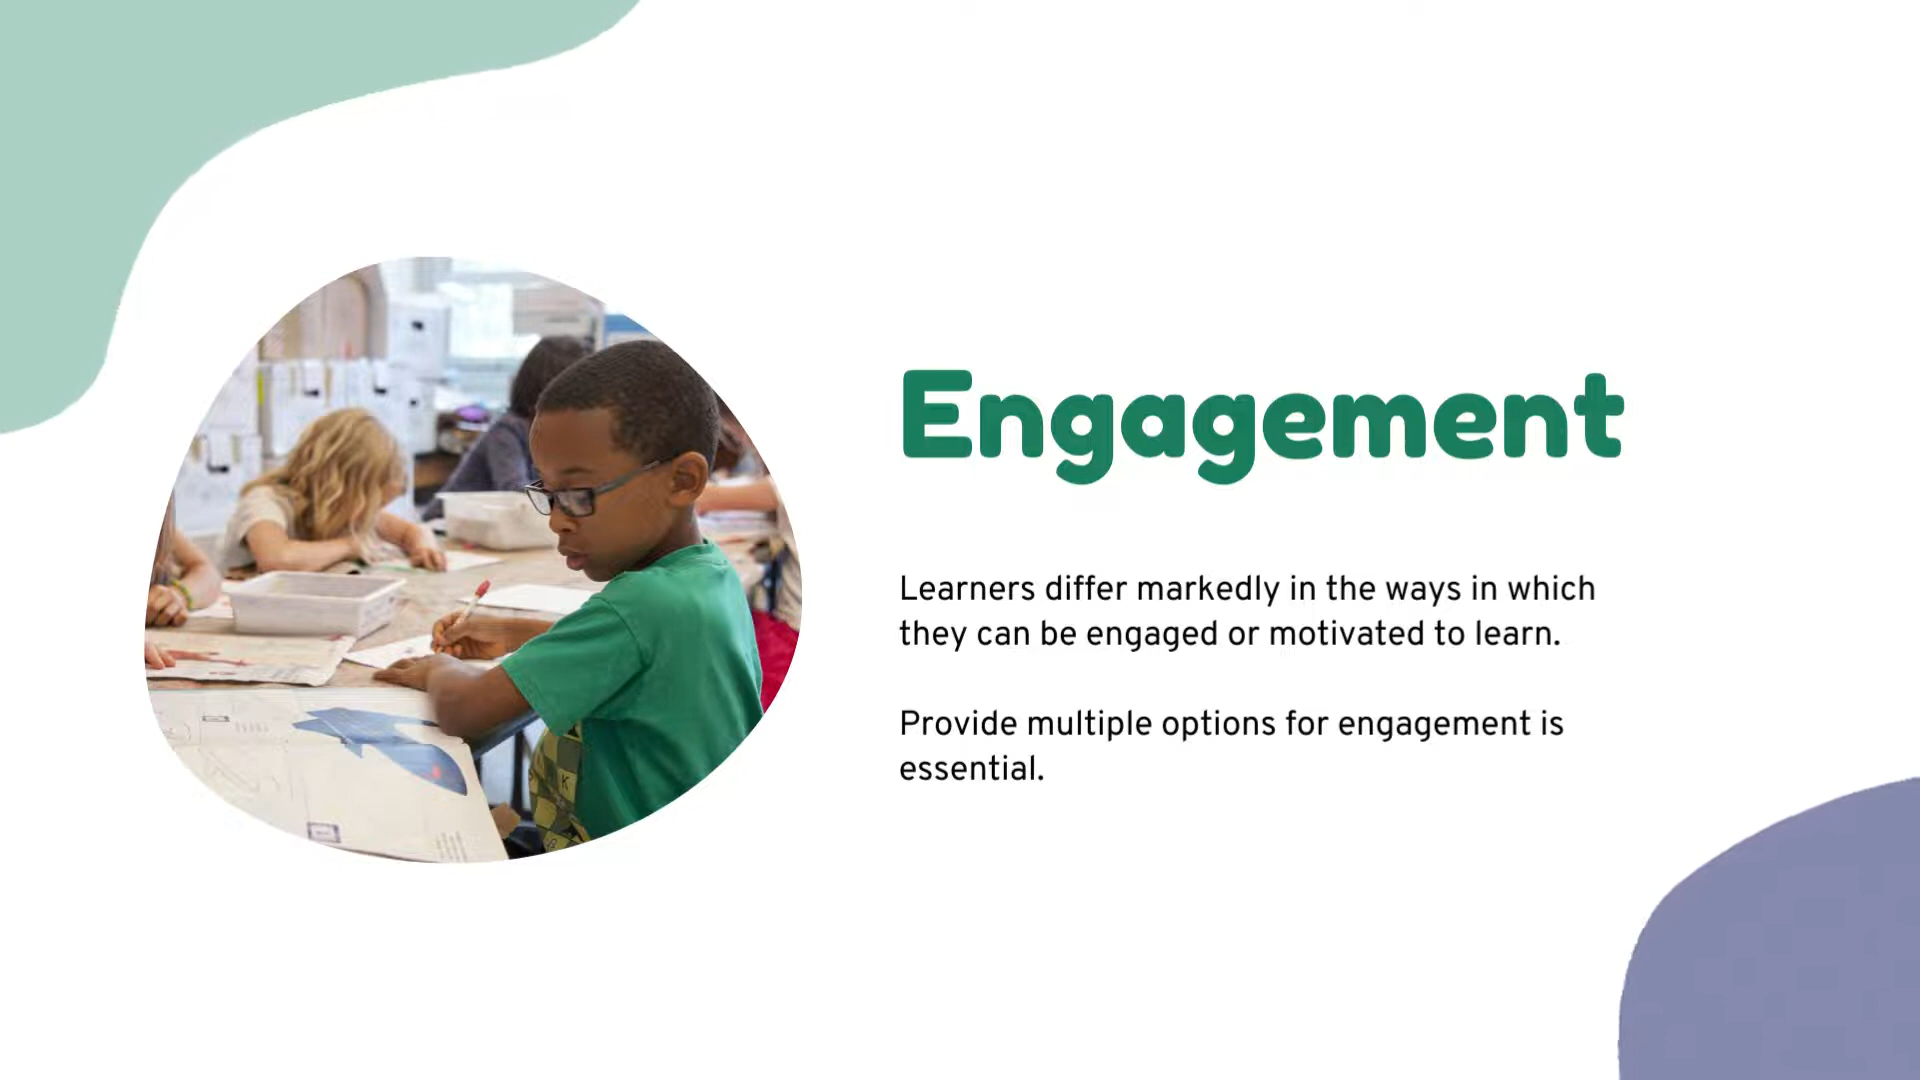 Engagement
Learners differ markedly in the ways in which
they can be engaged or motivated to learn.
Provide multiple options for engagement is
essential.